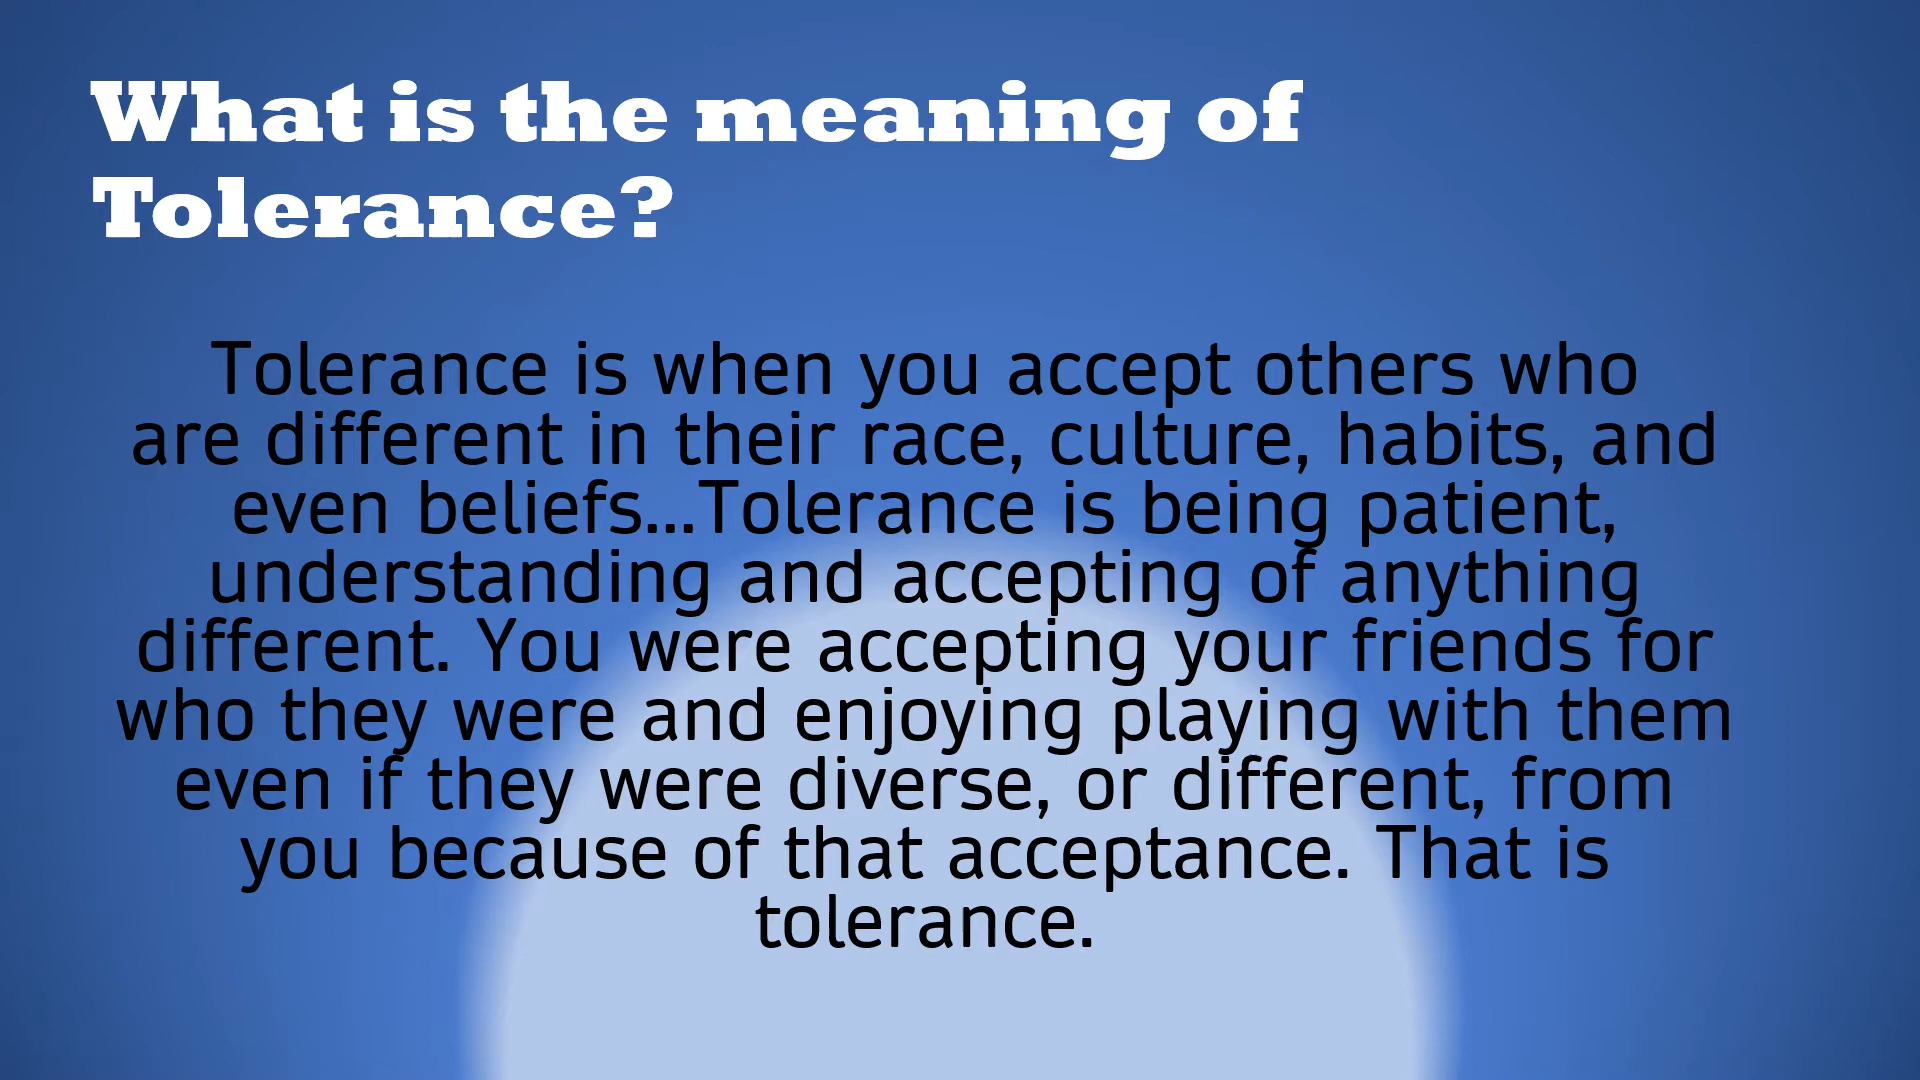 What is the meaning of
Tolerance?
Tolerance is when you accept others who
are different in their race, culture, habits, and
even beliefs...Tolerance is being patient,
understanding and accepting of anything
different. You were accepting your friends for
who they were and enjoying playing with them
even if they were diverse, or different, from
you because of that acceptance. That is
tolerance.